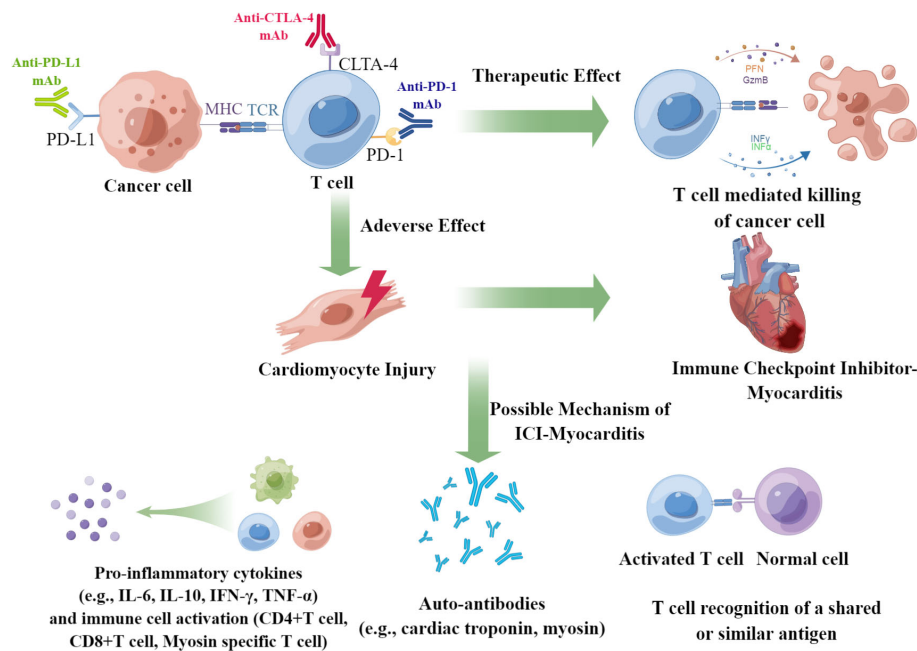 Anti-CTLA-4
mAb
Anti-PD-L1
mAb
CLTA-4
Anti-PD-1
mAb
MHC TCR
PD-L1
PD-1
Cancer cell
T cell
Therapeutic Effect
PFN
GzmB
INFγ
INFα
T cell mediated killing
of cancer cell
Adeverse Effect
Cardiomyocyte Injury
Immune Checkpoint Inhibitor-
Myocarditis
Possible Mechanism of
ICI-Myocarditis
Pro-inflammatory cytokines
(e.g., IL-6, IL-10, IFN-γ, TNF-α)
and immune cell activation (CD4+T cell,
CD8+T cell, Myosin specific T cell)
Auto-antibodies
(e.g., cardiac troponin, myosin)
Activated T cell Normal cell
T cell recognition of a shared
or similar antigen